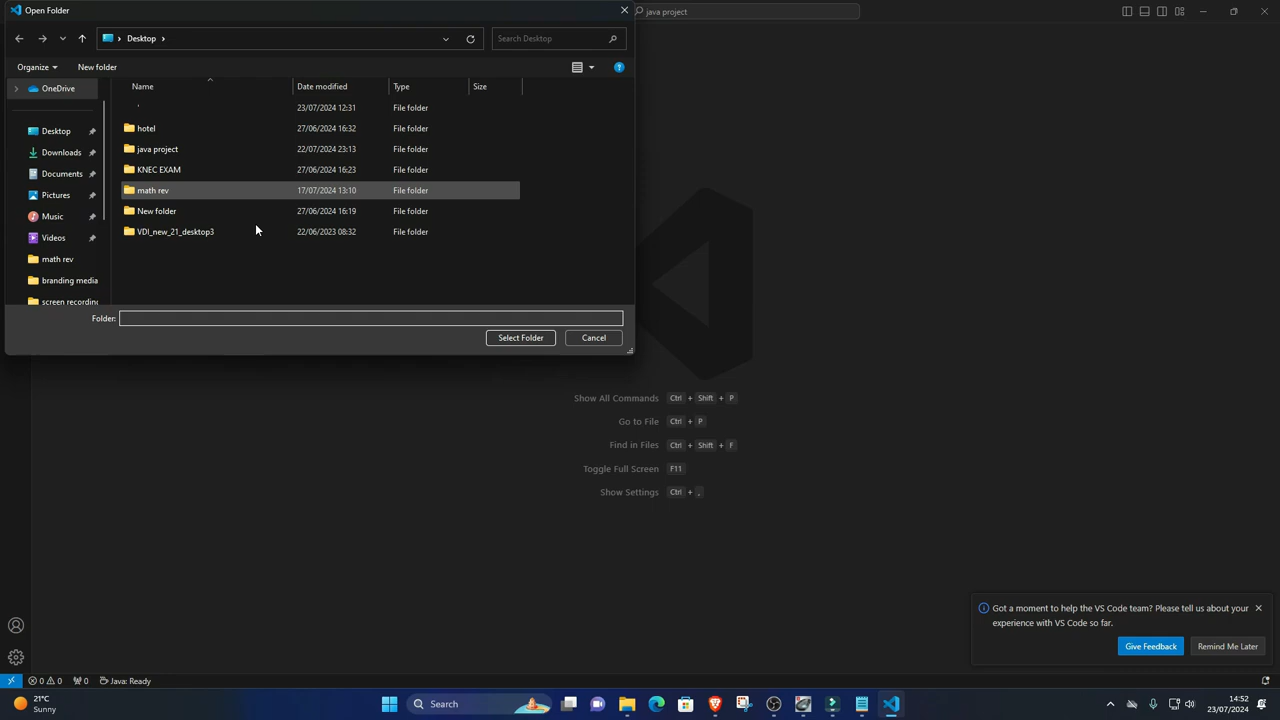 Open Folder
java project
Desktop
Search Desktop
Organize
New folder
OneDrive
Name
Date modified
Type
Size
'
23/07/2024 12:31
File folder
hotel
27/06/2024 16:32
File folder
java project
22/07/2024 23:13
File folder
KNEC EXAM
27/06/2024 16:23
File folder
math rev
17/07/2024 13:10
File folder
New folder
27/06/2024 16:19
File folder
VDI_new_21_desktop3
22/06/2023 08:32
File folder
Desktop
Downloads
Documents
Pictures
Music
Videos
math rev
branding media
screen recording
Folder:
Select Folder
Cancel
Show All Commands Ctrl + Shift + P
Go to File Ctrl + P
Find in Files Ctrl + Shift + F
Toggle Full Screen F11
Show Settings Ctrl + ,
Got a moment to help the VS Code team? Please tell us about your
experience with VS Code so far.
Give Feedback
Remind Me Later
0 0 0 Java: Ready
21°C
Sunny
Search
14:52
23/07/2024